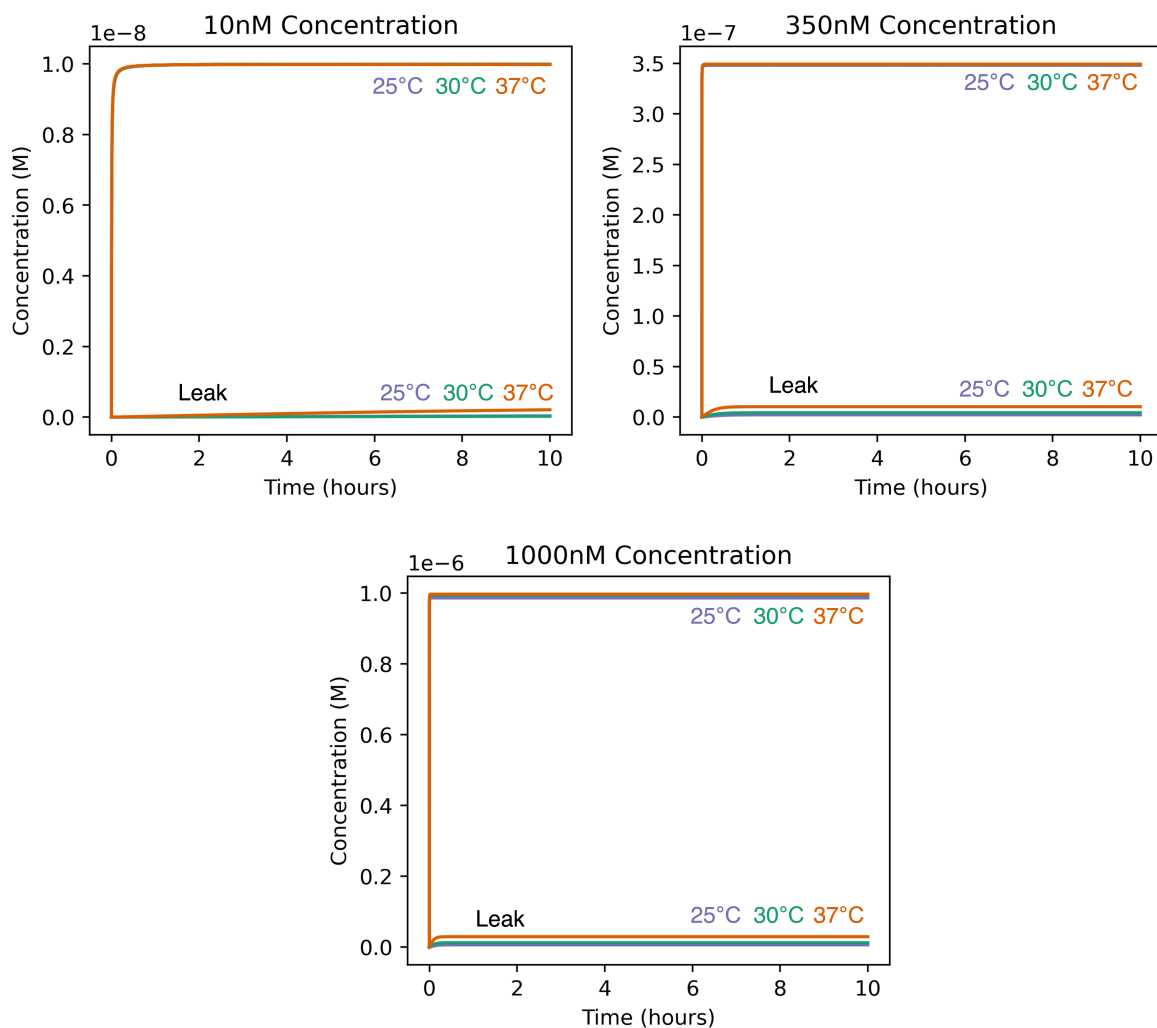 10nM Concentration
1e−8
Concentration (M)
1.0
0.8
0.6
0.4
0.2
0.0
25°C 30°C 37°C
Leak
25°C 30°C 37°C
0 2 4 6 8 10
Time (hours)
350nM Concentration
1e−7
Concentration (M)
3.5
3.0
2.5
2.0
1.5
1.0
0.5
0.0
25°C 30°C 37°C
Leak
25°C 30°C 37°C
0 2 4 6 8 10
Time (hours)
1000nM Concentration
1e−6
Concentration (M)
1.0
0.8
0.6
0.4
0.2
0.0
25°C 30°C 37°C
Leak
25°C 30°C 37°C
0 2 4 6 8 10
Time (hours)